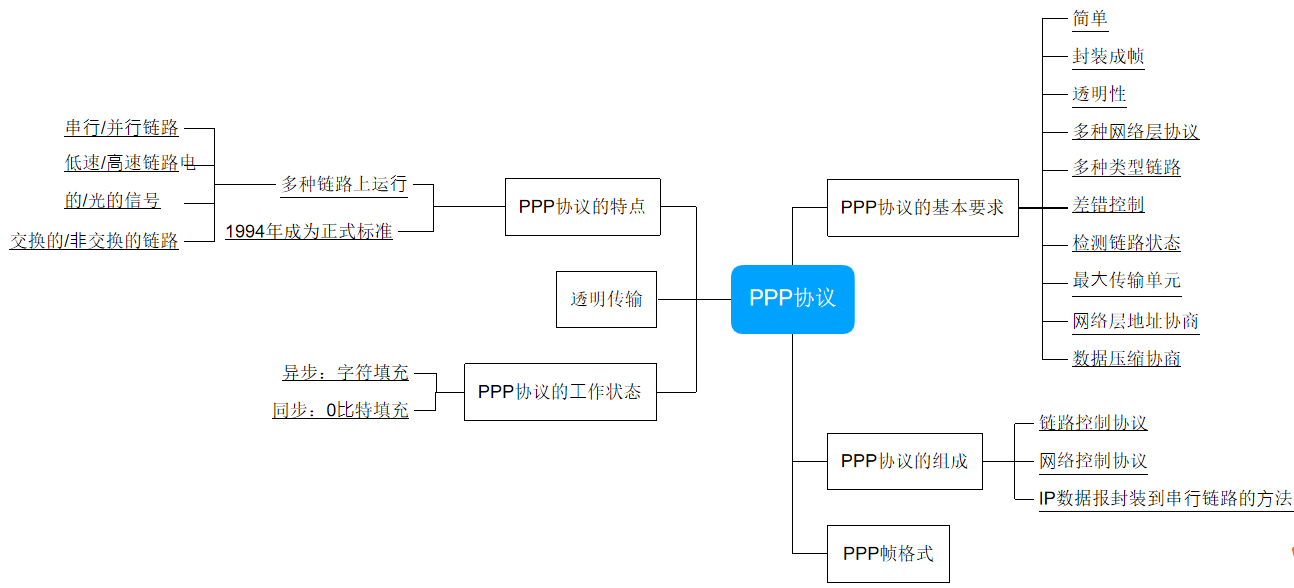 PPP协议
PPP协议的基本要求
简单
封装成帧
透明性
多种网络层协议
多种类型链路
差错控制
检测链路状态
最大传输单元
网络层地址协商
数据压缩协商
PPP协议的组成
链路控制协议
网络控制协议
IP数据报封装到串行链路的方法
PPP帧格式
PPP协议的特点
多种链路上运行
串行/并行链路
低速/高速链路电
的/光的信号
交换的/非交换的链路
1994年成为正式标准
透明传输
PPP协议的工作状态
异步：字符填充
同步：0比特填充